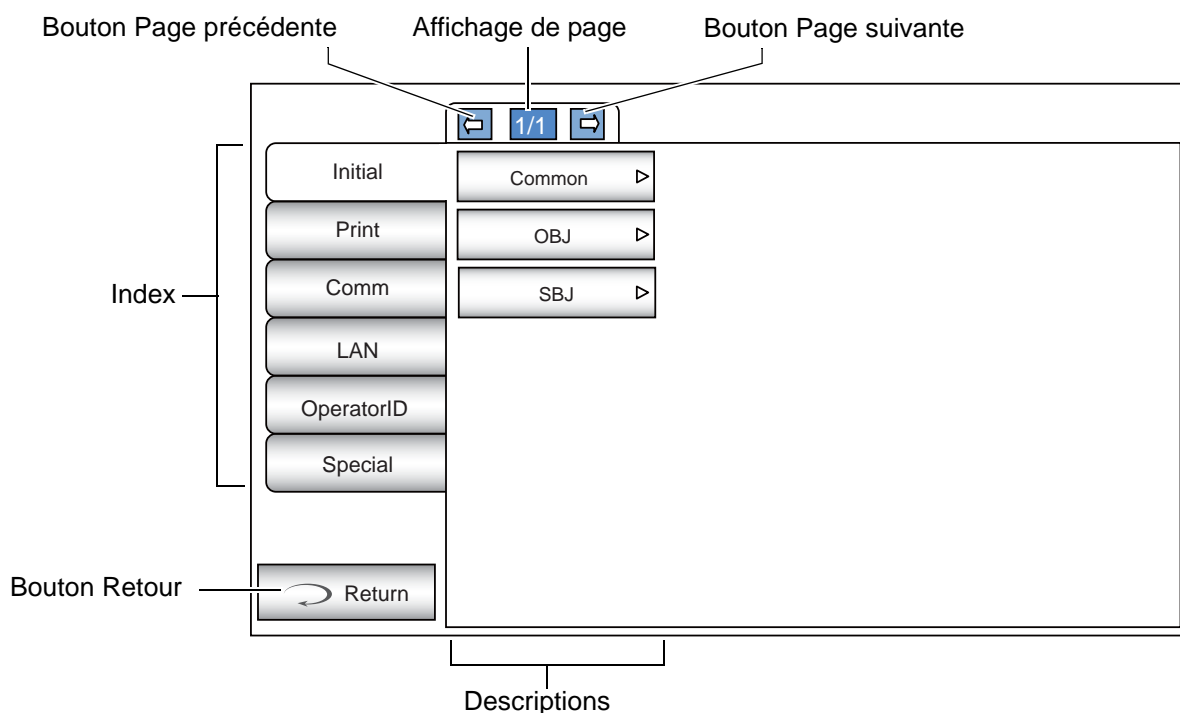 Bouton Page précédente
Affichage de page
Bouton Page suivante
1/1
Index
Initial
Print
Comm
LAN
OperatorID
Special
Common
OBJ
SBJ
Bouton Retour
Return
Descriptions